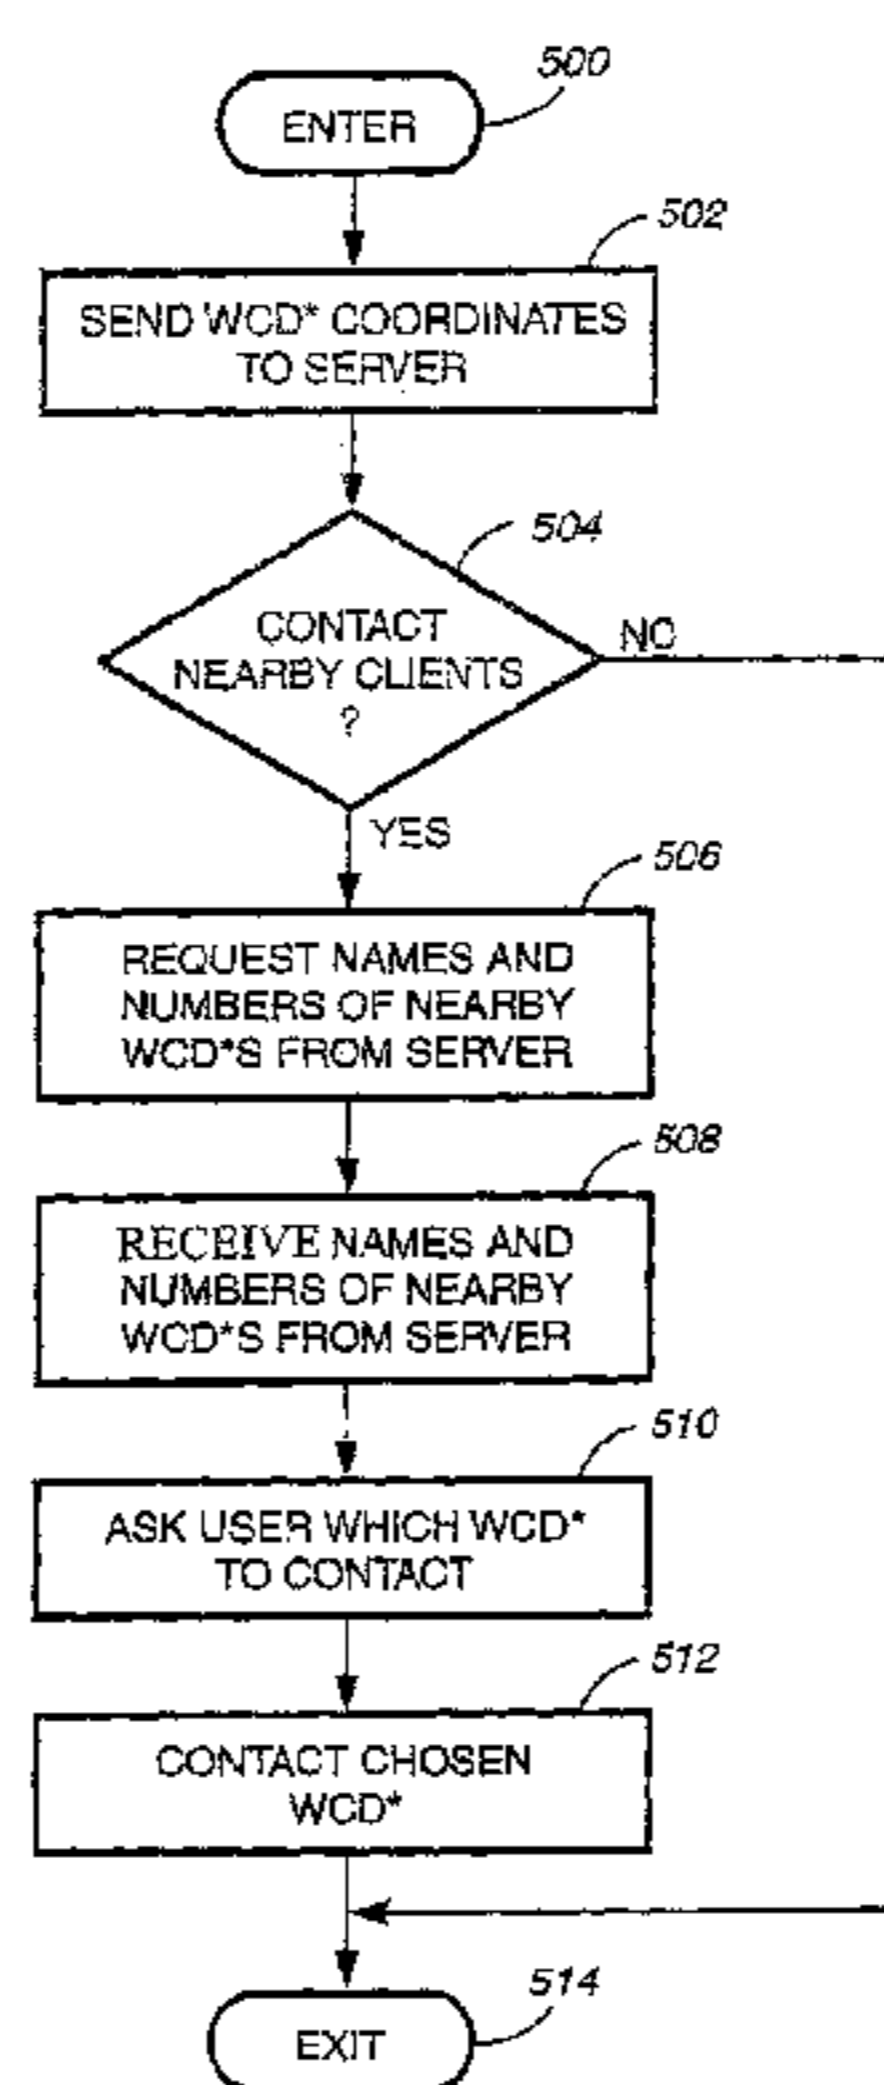 500
ENTER
502
SEND WCD* COORDINATES
TO SERVER
504
CONTACT
NEARBY CLIENTS
?
NO
YES
506
REQUEST NAMES AND
NUMBERS OF NEARBY
WCD*S FROM SERVER
508
RECEIVE NAMES AND
NUMBERS OF NEARBY
WCD*S FROM SERVER
510
ASK USER WHICH WCD*
TO CONTACT
512
CONTACT CHOSEN
WCD*
514
EXIT